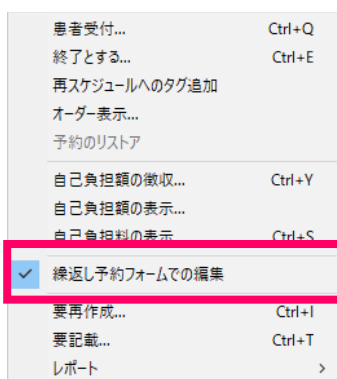 患者受付... Ctrl+Q
終了とする... Ctrl+E
再スケジュールへのタグ追加
オーダー表示...
予約のリストア
自己負担額の徴収... Ctrl+Y
自己負担額の表示...
自己負担料の表示 Ctrl+S
繰返し予約フォームでの編集
要再作成... Ctrl+I
要記載... Ctrl+T
レポート